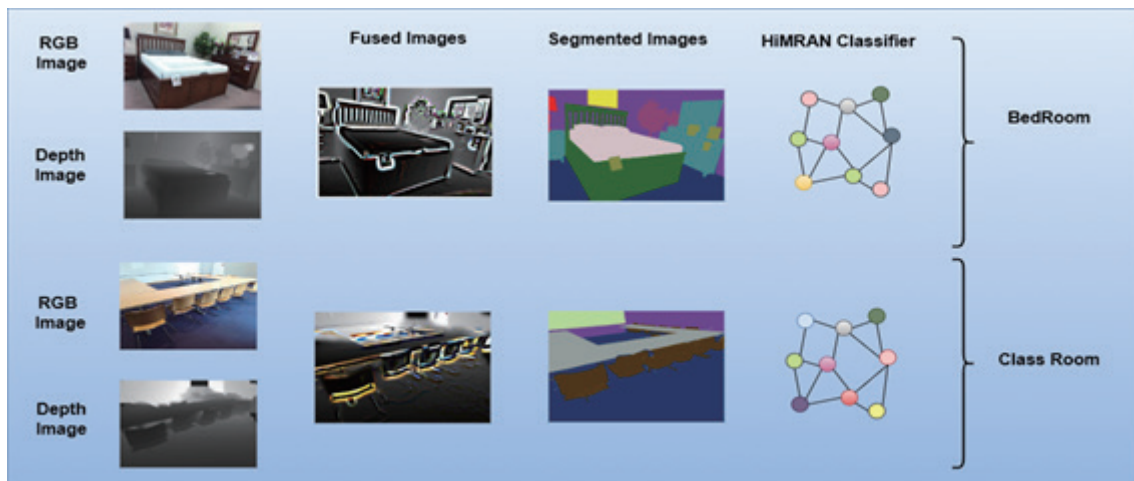 RGB
Image
Fused Images
Segmented Images
HiMRAN Classifier
BedRoom
Depth
Image
RGB
Image
Class Room
Depth
Image